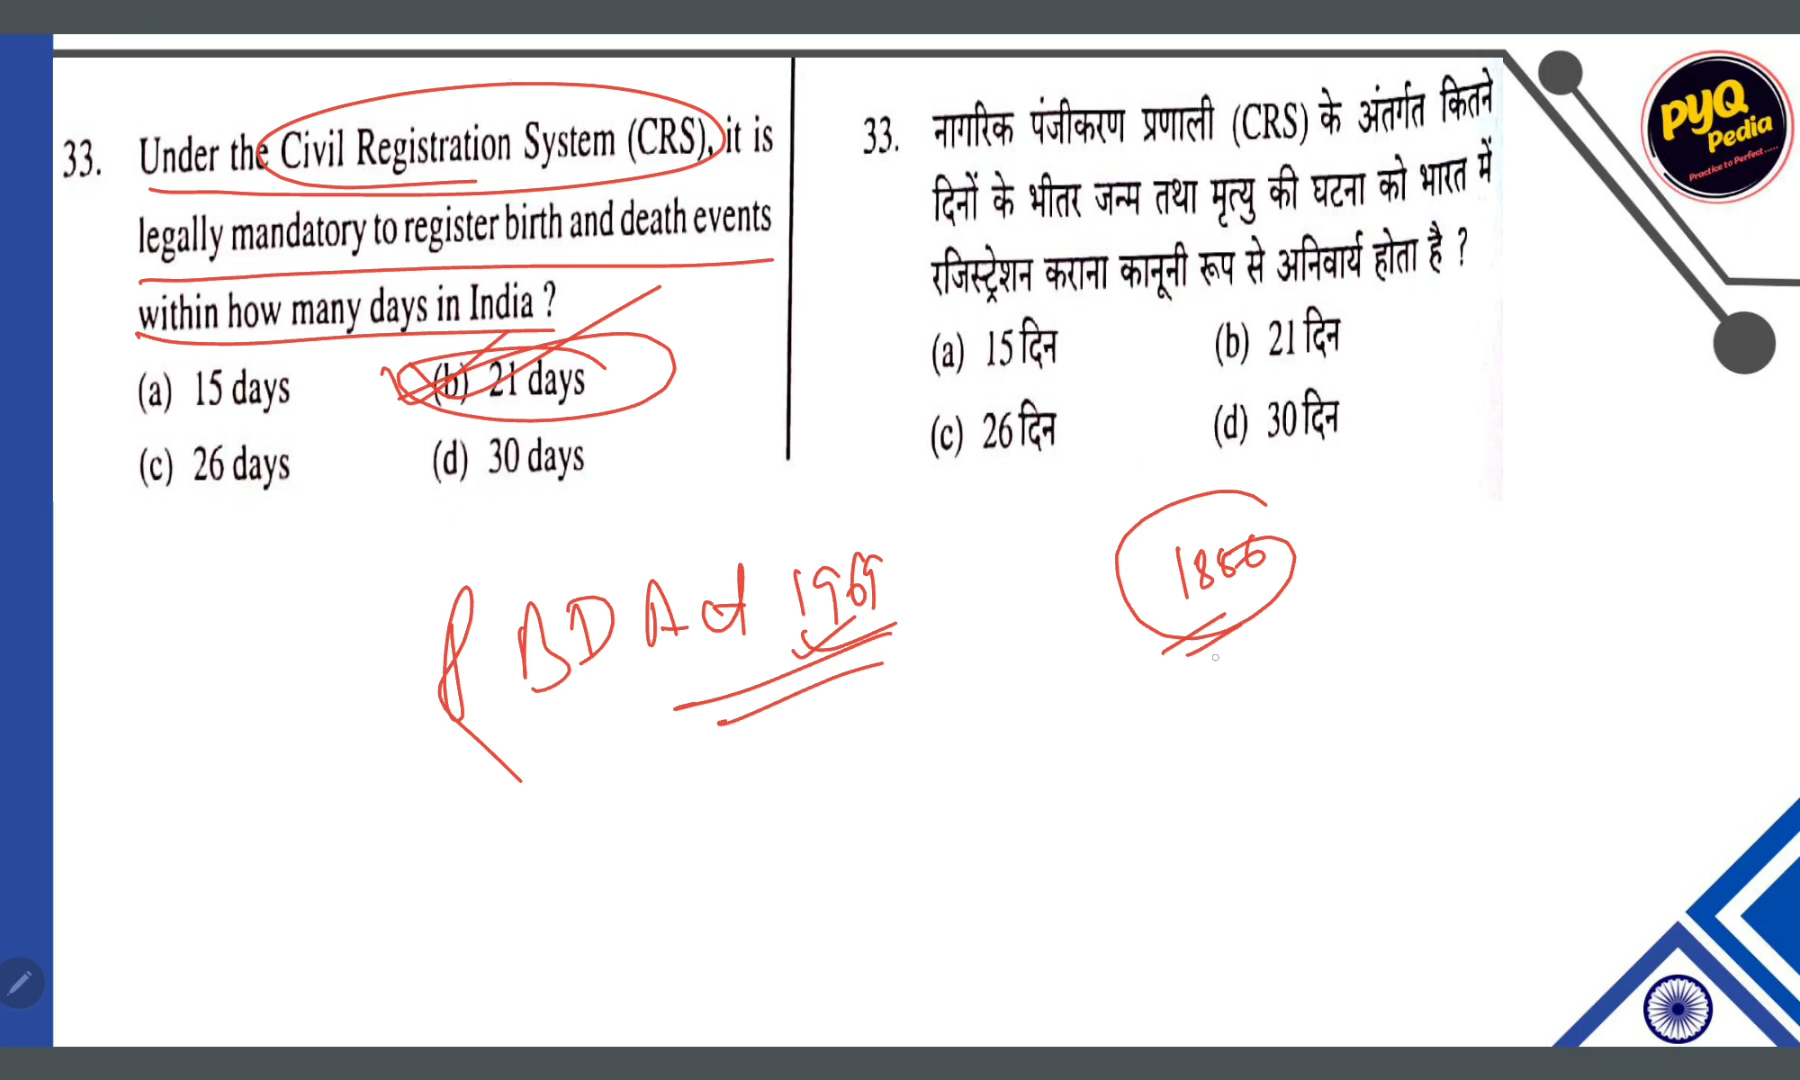 33. Under the Civil Registration System (CRS), it is
legally mandatory to register birth and death events
within how many days in India ?
(a) 15 days (b) 21 days
(c) 26 days (d) 30 days
33. नागरिक पंजीकरण प्रणाली (CRS) के अंतर्गत कितने
दिनों के भीतर जन्म तथा मृत्यु की घटना को भारत में
रजिस्ट्रेशन कराना कानूनी रूप से अनिवार्य होता है ?
(a) 15 दिन (b) 21 दिन
(c) 26 दिन (d) 30 दिन
PYQ
Pedia
Practice to Perfect.....
RBD Act 1969
1886